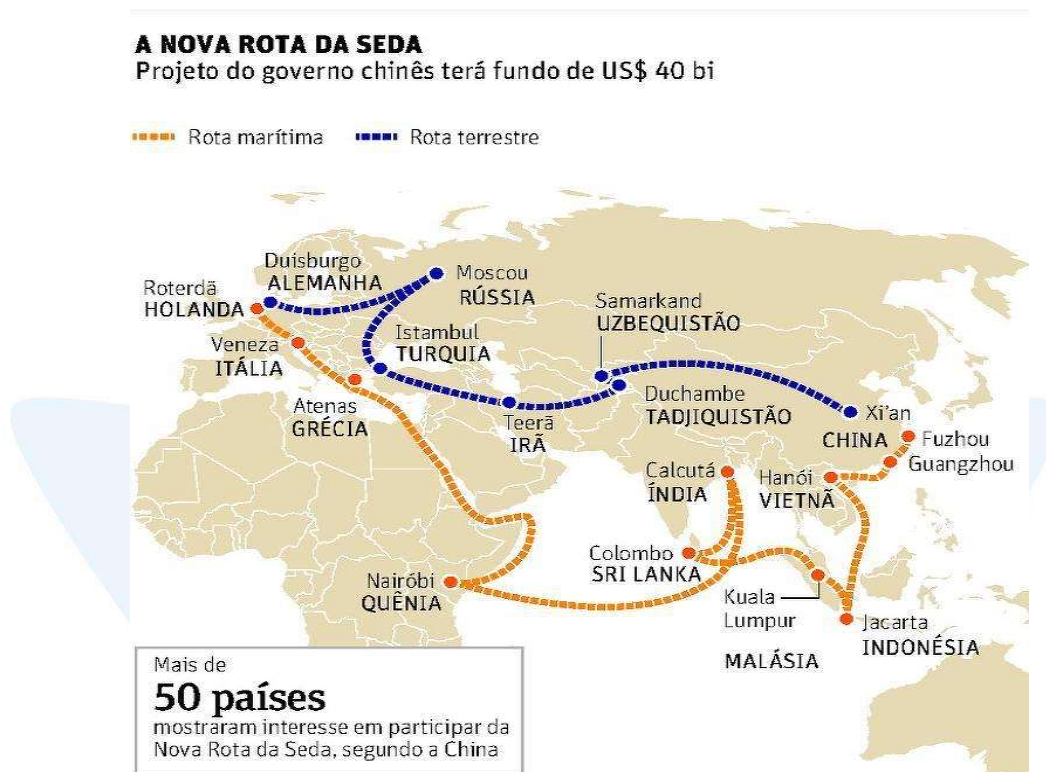 A NOVA ROTA DA SEDA
Projeto do governo chinês terá fundo de US$ 40 bi
Rota marítima
Rota terrestre
Duisburgo
ALEMANHA
Moscou
RÚSSIA
Roterdã
HOLANDA
Samarkand
UZBEQUISTÃO
Veneza
ITÁLIA
Istambul
TURQUIA
Atenas
GRÉCIA
Teerã
IRÃ
Duchambe
TADJIQUISTÃO
Xi'an
CHINA
Fuzhou
Guangzhou
Calcutá
ÍNDIA
Hanói
VIETNÃ
Colombo
SRI LANKA
Nairóbi
QUÊNIA
Kuala
Lumpur
MALÁSIA
Jacarta
INDONÉSIA
Mais de
50 países
mostraram interesse em participar da
Nova Rota da Seda, segundo a China